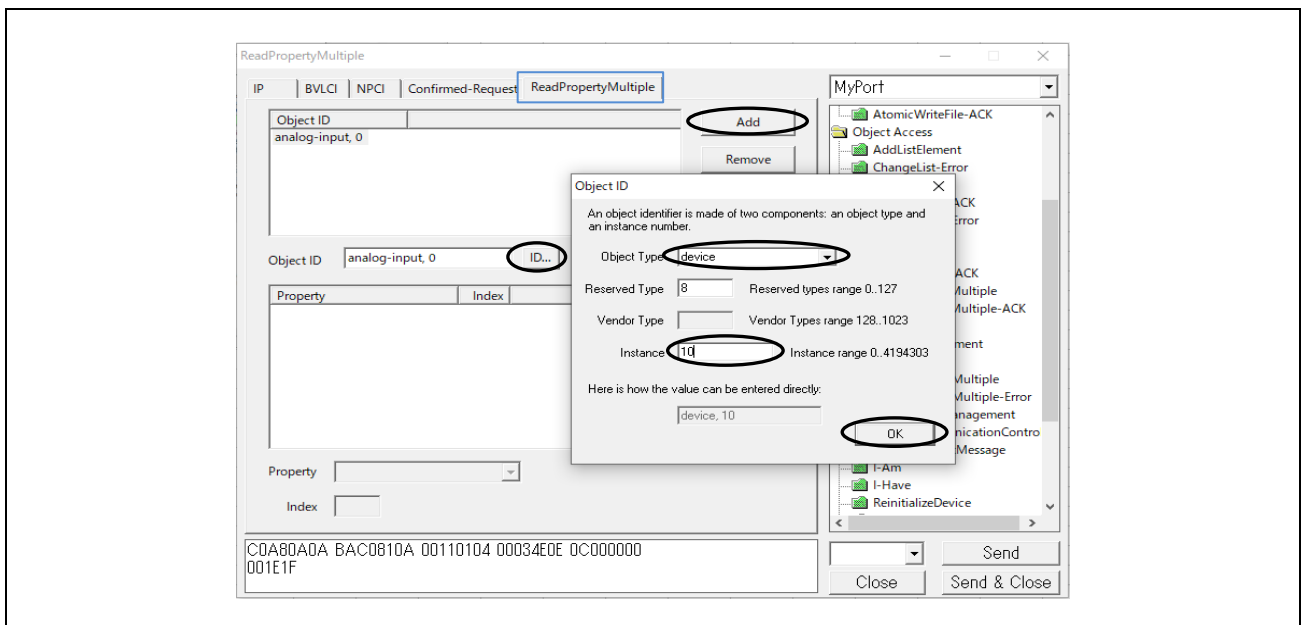 ReadPropertyMultiple
IP
BVLCI
NPCI
Confirmed-Request
ReadPropertyMultiple
Object ID
analog-input, 0
Add
Remove
Object ID
analog-input, 0
ID...
Property
Index
Property
Index
C0A80A0A BAC0810A 00110104 00034E0E 0C000000
001E1F
Object ID
An object identifier is made of two components: an object type and
an instance number.
Object Type
device
Reserved Type
8
Reserved types range 0..127
Vendor Type
Vendor Types range 128..1023
Instance
10
Instance range 0..4194303
Here is how the value can be entered directly:
device, 10
OK
MyPort
AtomicWriteFile-ACK
Object Access
AddListElement
ChangeList-Error
ACK
Error
ACK
Multiple
Multiple-ACK
ment
Multiple
Multiple-Error
anagement
nicationContro
Message
I-Am
I-Have
ReinitializeDevice
Send
Close
Send & Close